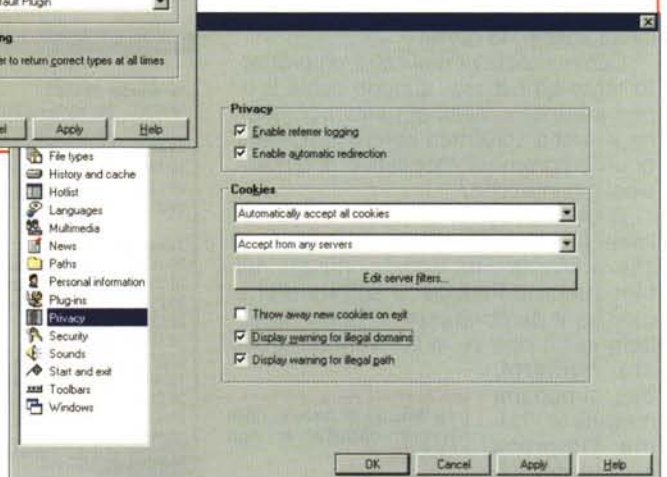 ault Plugin
ng
er to return correct types at all times
el
Apply
Help
File types
History and cache
Hotlist
Languages
Multimedia
News
Paths
Personal information
Plug-ins
Privacy
Security
Sounds
Start and exit
Toolbars
Windows
Privacy
Enable referrer logging
Enable automatic redirection
Cookies
Automatically accept all cookies
Accept from any servers
Edit server filters...
Throw away new cookies on exit
Display warning for illegal domains
Display warning for illegal path
OK
Cancel
Apply
Help